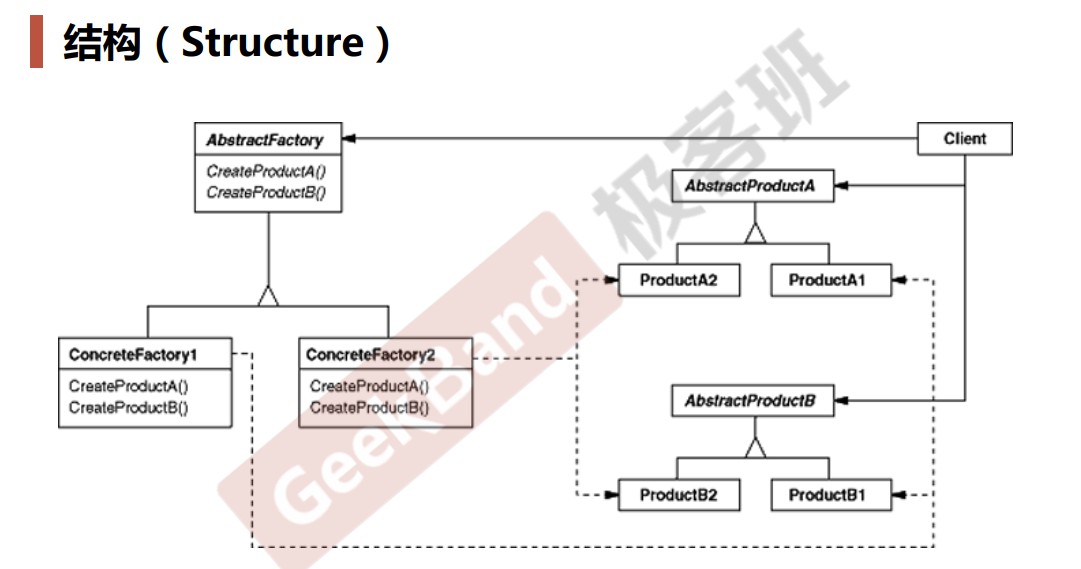 结构（Structure）
AbstractFactory
CreateProductA()
CreateProductB()
Client
AbstractProductA
ProductA2
ProductA1
ConcreteFactory1
CreateProductA()
CreateProductB()
ConcreteFactory2
CreateProductA()
CreateProductB()
AbstractProductB
ProductB2
ProductB1
GeekBand
极客班